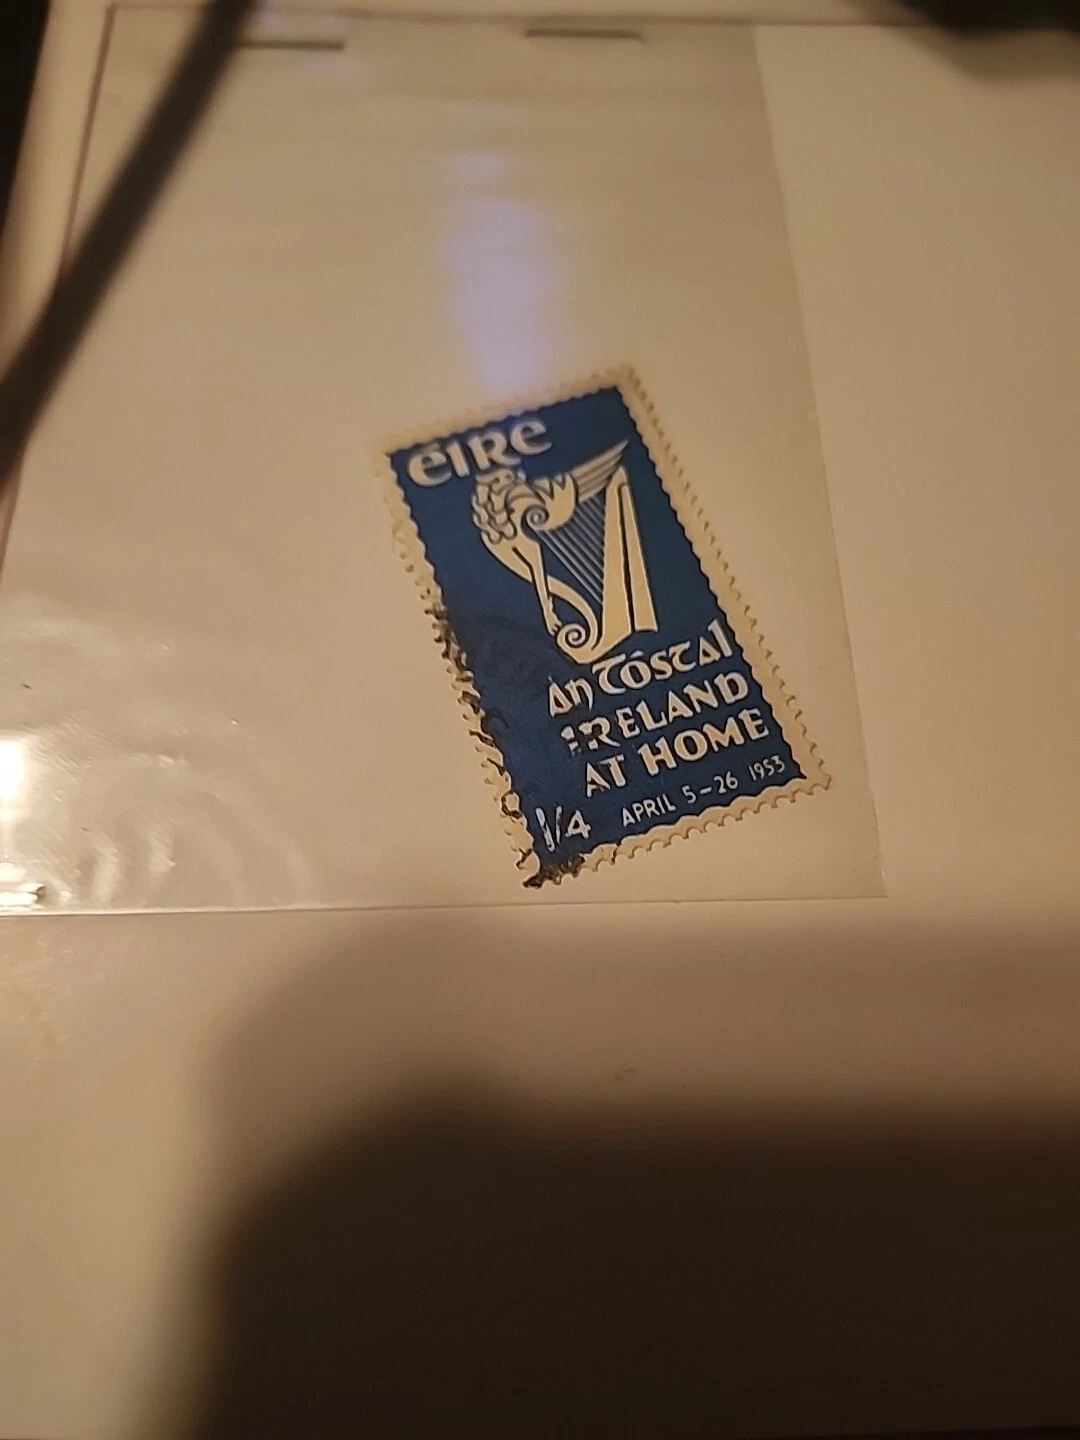 éire
An Tóstal
IRELAND
AT HOME
1/4 APRIL 5-26 1953